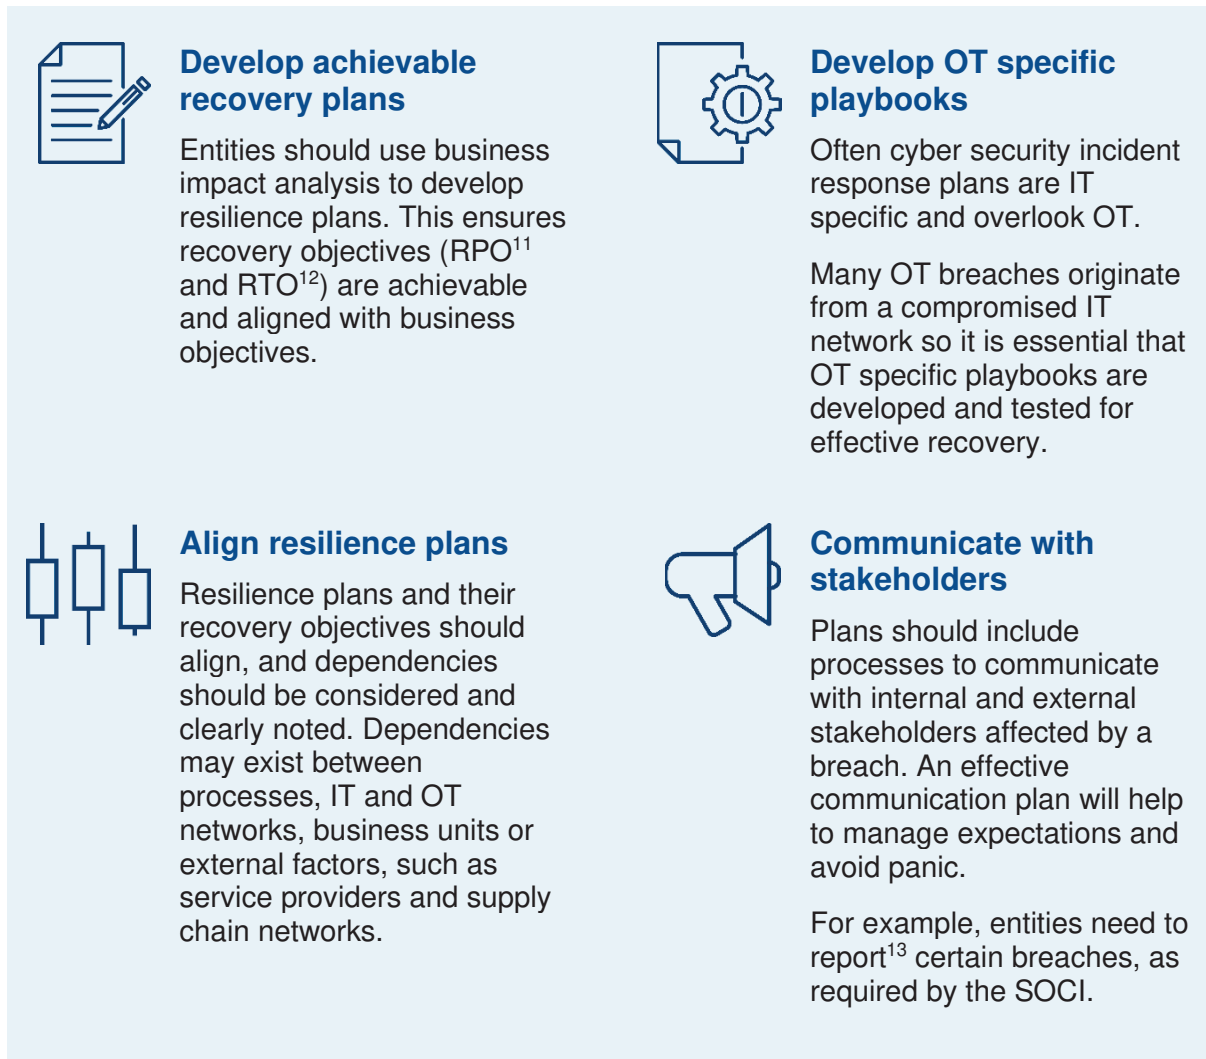 Develop achievable
recovery plans
Entities should use business
impact analysis to develop
resilience plans. This ensures
recovery objectives (RPO11
and RTO12) are achievable
and aligned with business
objectives.
Develop OT specific
playbooks
Often cyber security incident
response plans are IT
specific and overlook OT.
Many OT breaches originate
from a compromised IT
network so it is essential that
OT specific playbooks are
developed and tested for
effective recovery.
Align resilience plans
Resilience plans and their
recovery objectives should
align, and dependencies
should be considered and
clearly noted. Dependencies
may exist between
processes, IT and OT
networks, business units or
external factors, such as
service providers and supply
chain networks.
Communicate with
stakeholders
Plans should include
processes to communicate
with internal and external
stakeholders affected by a
breach. An effective
communication plan will help
to manage expectations and
avoid panic.
For example, entities need to
report13 certain breaches, as
required by the SOCI.